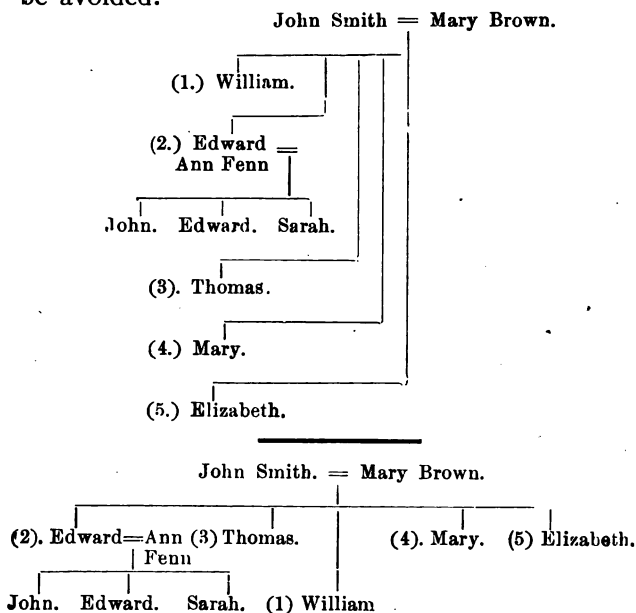 be avoided.
John Smith = Mary Brown.
(1.) William.
(2.) Edward =
Ann Fenn
John. Edward. Sarah.
(3). Thomas.
(4.) Mary.
(5.) Elizabeth.
John Smith. = Mary Brown.
(2). Edward=Ann (3) Thomas. (4). Mary. (5) Elizabeth.
Fenn
John. Edward. Sarah. (1) William